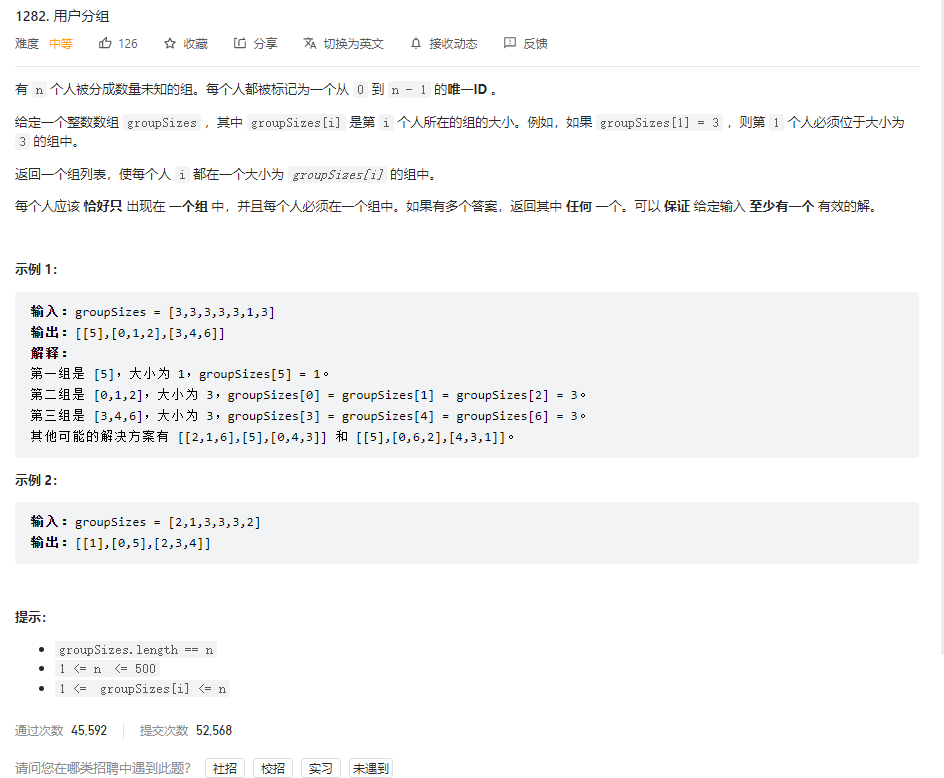 1282. 用户分组
难度 中等 126 收藏 分享 切换为英文 接收动态 反馈
有 n 个人被分成数量未知的组。每个人都被标记为一个从 0 到 n - 1 的唯一ID 。
给定一个整数数组 groupSizes ，其中 groupSizes[i] 是第 i 个人所在的组的大小。例如，如果 groupSizes[1] = 3 ，则第 1 个人必须位于大小为
3 的组中。
返回一个组列表，使每个人 i 都在一个大小为 groupSizes[i] 的组中。
每个人应该 恰好只 出现在 一个组 中，并且每个人必须在一个组中。如果有多个答案，返回其中 任何 一个。可以 保证 给定输入 至少有一个 有效的解。
示例 1：
输入：groupSizes = [3,3,3,3,3,1,3]
输出：[[5],[0,1,2],[3,4,6]]
解释：
第一组是 [5]，大小为 1，groupSizes[5] = 1。
第二组是 [0,1,2]，大小为 3，groupSizes[0] = groupSizes[1] = groupSizes[2] = 3。
第三组是 [3,4,6]，大小为 3，groupSizes[3] = groupSizes[4] = groupSizes[6] = 3。
其他可能的解决方案有 [[2,1,6],[5],[0,4,3]] 和 [[5],[0,6,2],[4,3,1]]。
示例 2：
输入：groupSizes = [2,1,3,3,3,2]
输出：[[1],[0,5],[2,3,4]]
提示：
groupSizes.length == n
1 <= n <= 500
1 <= groupSizes[i] <= n
通过次数 45,592 提交次数 52,568
请问您在哪类招聘中遇到此题？ 社招 校招 实习 未遇到